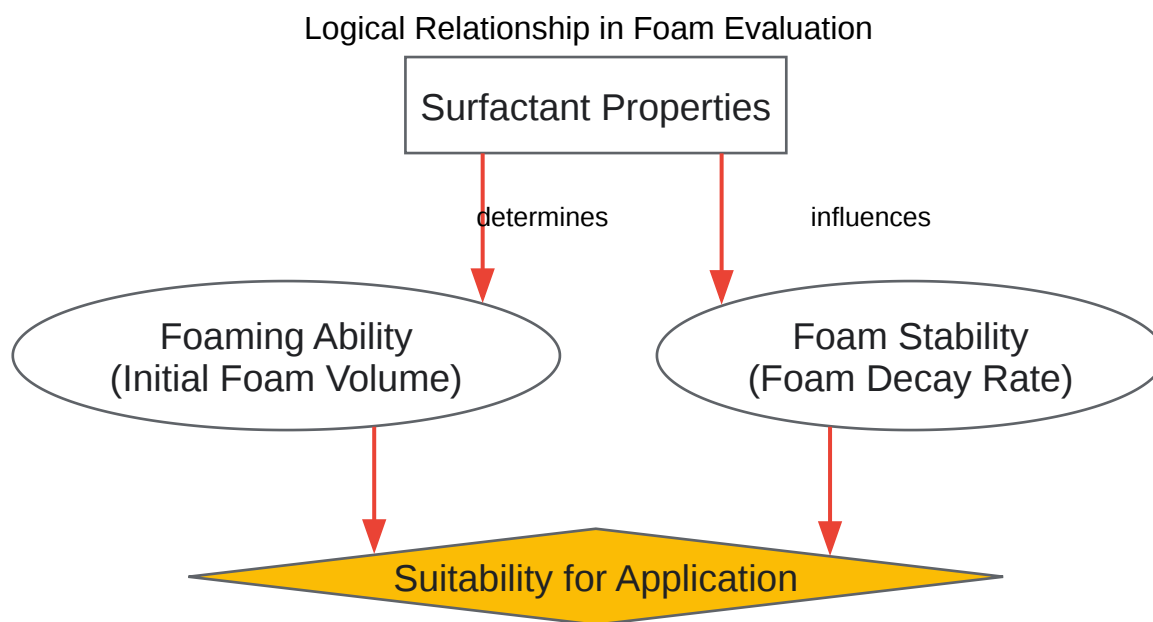 Logical Relationship in Foam Evaluation
Surfactant Properties
determines
influences
Foaming Ability
(Initial Foam Volume)
Foam Stability
(Foam Decay Rate)
Suitability for Application